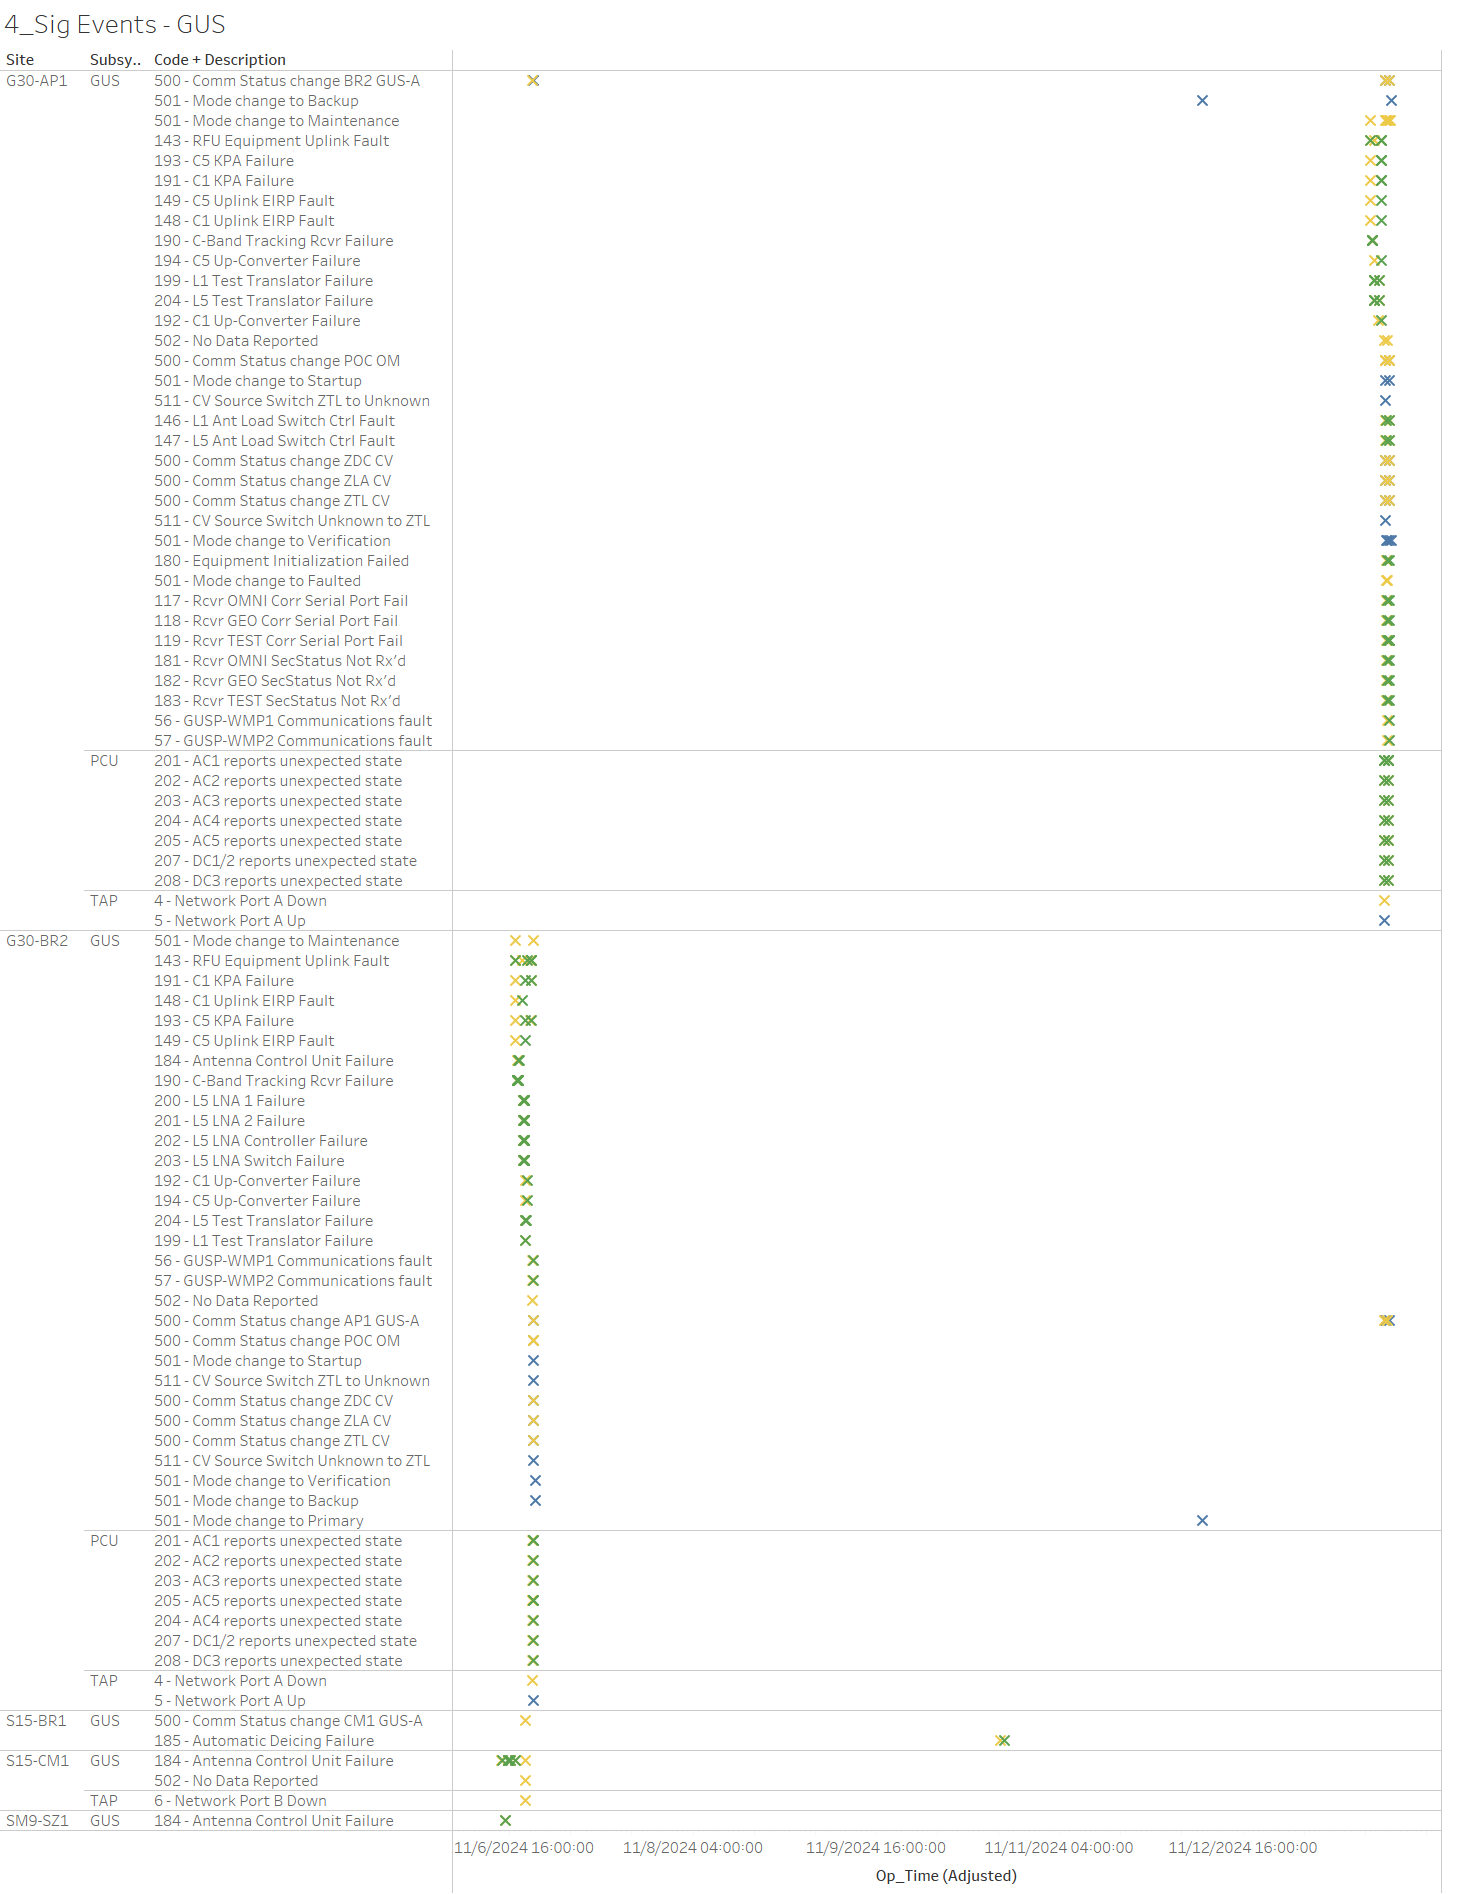 4_Sig Events - GUS
Site Subsy.. Code + Description
G30-AP1 GUS 500 - Comm Status change BR2 GUS-A
501 - Mode change to Backup
501 - Mode change to Maintenance
143 - RFU Equipment Uplink Fault
193 - C5 KPA Failure
191 - C1 KPA Failure
149 - C5 Uplink EIRP Fault
148 - C1 Uplink EIRP Fault
190 - C-Band Tracking Rcvr Failure
194 - C5 Up-Converter Failure
199 - L1 Test Translator Failure
204 - L5 Test Translator Failure
192 - C1 Up-Converter Failure
502 - No Data Reported
500 - Comm Status change POC OM
501 - Mode change to Startup
511 - CV Source Switch ZTL to Unknown
146 - L1 Ant Load Switch Ctrl Fault
147 - L5 Ant Load Switch Ctrl Fault
500 - Comm Status change ZDC CV
500 - Comm Status change ZLA CV
500 - Comm Status change ZTL CV
511 - CV Source Switch Unknown to ZTL
501 - Mode change to Verification
180 - Equipment Initialization Failed
501 - Mode change to Faulted
117 - Rcvr OMNI Corr Serial Port Fail
118 - Rcvr GEO Corr Serial Port Fail
119 - Rcvr TEST Corr Serial Port Fail
181 - Rcvr OMNI SecStatus Not Rx'd
182 - Rcvr GEO SecStatus Not Rx'd
183 - Rcvr TEST SecStatus Not Rx'd
56 - GUSP-WMP1 Communications fault
57 - GUSP-WMP2 Communications fault
PCU 201 - AC1 reports unexpected state
202 - AC2 reports unexpected state
203 - AC3 reports unexpected state
204 - AC4 reports unexpected state
205 - AC5 reports unexpected state
207 - DC1/2 reports unexpected state
208 - DC3 reports unexpected state
TAP 4 - Network Port A Down
5 - Network Port A Up
G30-BR2 GUS 501 - Mode change to Maintenance
143 - RFU Equipment Uplink Fault
191 - C1 KPA Failure
148 - C1 Uplink EIRP Fault
193 - C5 KPA Failure
149 - C5 Uplink EIRP Fault
184 - Antenna Control Unit Failure
190 - C-Band Tracking Rcvr Failure
200 - L5 LNA 1 Failure
201 - L5 LNA 2 Failure
202 - L5 LNA Controller Failure
203 - L5 LNA Switch Failure
192 - C1 Up-Converter Failure
194 - C5 Up-Converter Failure
204 - L5 Test Translator Failure
199 - L1 Test Translator Failure
56 - GUSP-WMP1 Communications fault
57 - GUSP-WMP2 Communications fault
502 - No Data Reported
500 - Comm Status change AP1 GUS-A
500 - Comm Status change POC OM
501 - Mode change to Startup
511 - CV Source Switch ZTL to Unknown
500 - Comm Status change ZDC CV
500 - Comm Status change ZLA CV
500 - Comm Status change ZTL CV
511 - CV Source Switch Unknown to ZTL
501 - Mode change to Verification
501 - Mode change to Backup
501 - Mode change to Primary
PCU 201 - AC1 reports unexpected state
202 - AC2 reports unexpected state
203 - AC3 reports unexpected state
205 - AC5 reports unexpected state
204 - AC4 reports unexpected state
207 - DC1/2 reports unexpected state
208 - DC3 reports unexpected state
TAP 4 - Network Port A Down
5 - Network Port A Up
S15-BR1 GUS 500 - Comm Status change CM1 GUS-A
185 - Automatic Deicing Failure
S15-CM1 GUS 184 - Antenna Control Unit Failure
502 - No Data Reported
TAP 6 - Network Port B Down
SM9-SZ1 GUS 184 - Antenna Control Unit Failure
11/6/2024 16:00:00 11/8/2024 04:00:00 11/9/2024 16:00:00 11/11/2024 04:00:00 11/12/2024 16:00:00
Op_Time (Adjusted)